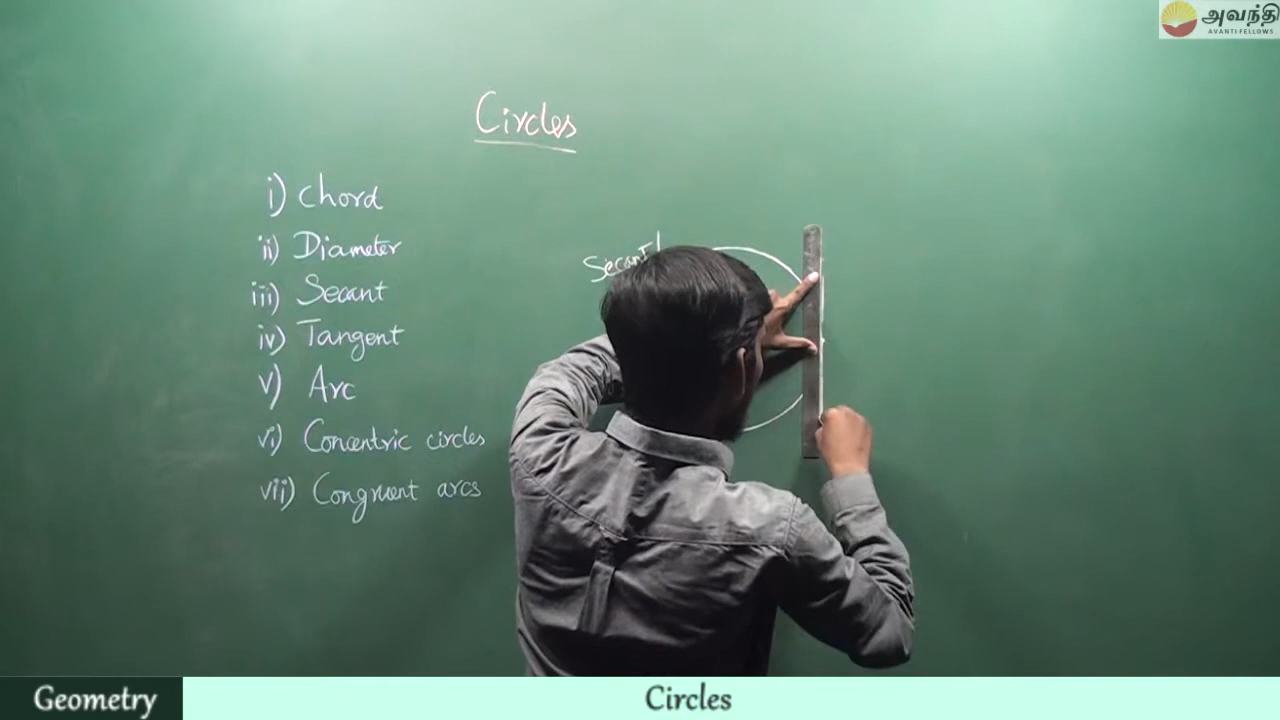 அவந்தி
AVANTI FELLOWS
Circles
i) Chord
ii) Diameter
iii) Secant
iv) Tangent
v) Arc
vi) Concentric circles
vii) Congruent arcs
Secant
Geometry
Circles